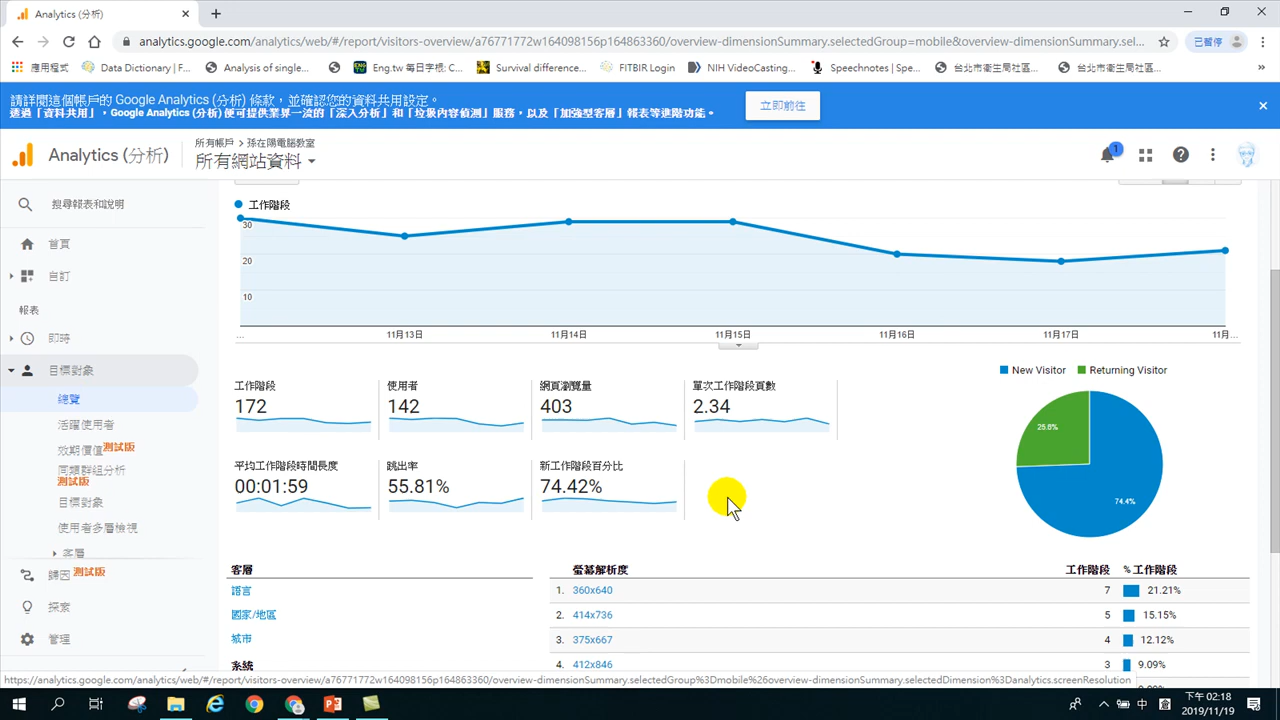 Analytics (分析)
analytics.google.com/analytics/web/#/report/visitors-overview/a76771772w164098156p164863360/overview-dimensionSummary.selectedGroup=mobile&overview-dimensionSummary.sel...
已暫停
應用程式
Data Dictionary | F...
Analysis of single...
Eng.tw 每日字根: C...
Survival difference...
FITBIR Login
NIH VideoCasting...
Speechnotes | Spe...
台北市衛生局社區...
台北市衛生局社區...
請詳閱這個帳戶的 Google Analytics (分析) 條款，並確認您的資料共用設定。
透過「資料共用」，Google Analytics (分析) 便可提供業界一流的「深入分析」和「垃圾內容偵測」服務，以及「加強型客層」報表等進階功能。
立即前往
Analytics (分析)
所有帳戶 > 孫在陽電腦教室
所有網站資料
1
搜尋報表和說明
首頁
自訂
報表
即時
目標對象
總覽
活躍使用者
效期價值 測試版
同類群組分析
測試版
目標對象
使用者多層檢視
客層
歸因 測試版
探索
管理
工作階段
30
20
10
...
11月13日
11月14日
11月15日
11月16日
11月17日
11月...
工作階段
172
使用者
142
網頁瀏覽量
403
單次工作階段頁數
2.34
平均工作階段時間長度
00:01:59
跳出率
55.81%
新工作階段百分比
74.42%
New Visitor
Returning Visitor
25.6%
74.4%
客層
語言
國家/地區
城市
系統
螢幕解析度
工作階段
% 工作階段
1. 360x640 7 21.21%
2. 414x736 5 15.15%
3. 375x667 4 12.12%
4. 412x846 3 9.09%
https://analytics.google.com/analytics/web/#/report/visitors-overview/a76771772w164098156p164863360/overview-dimensionSummary.selectedGroup%3Dmobile%26overview-dimensionSummary.selectedDimension%3Danalytics.screenResolution
中
下午 02:18
2019/11/19